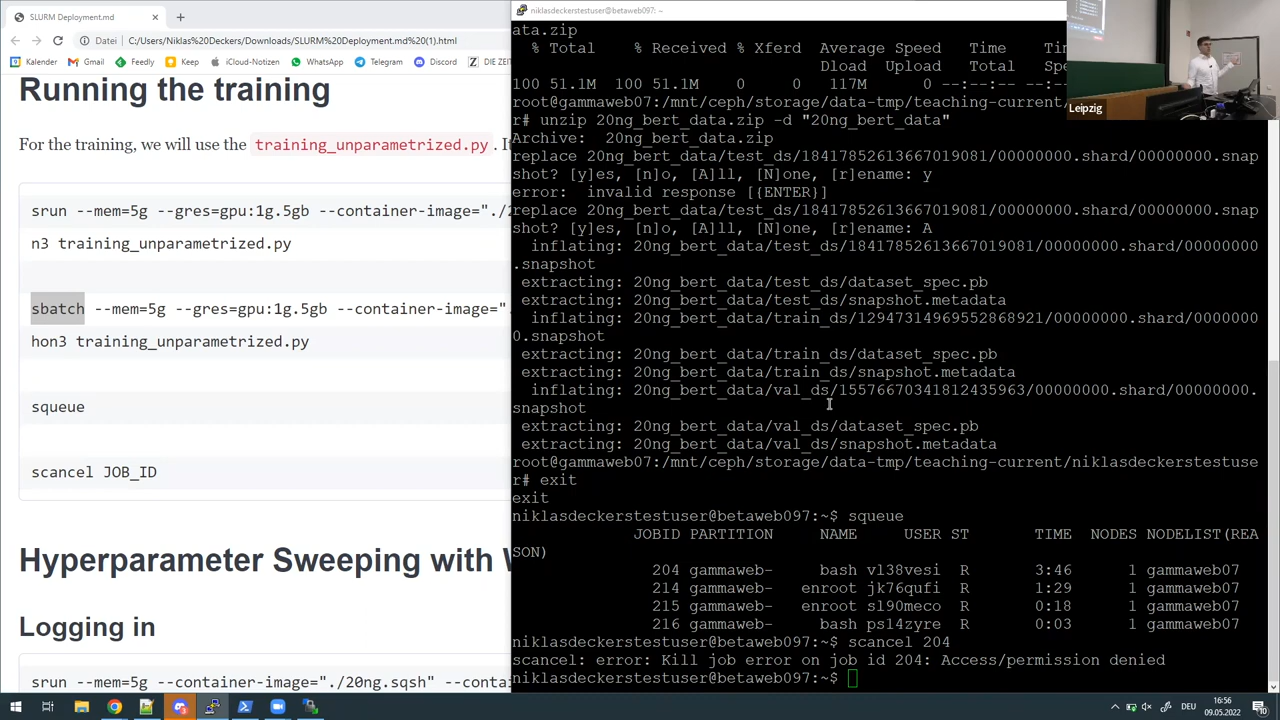 SLURM Deployment.md
Datei
C:/Users/Niklas%20Deckers/Downloads/SLURM%20Deployment.md%20(1).html
Kalender
Gmail
Feedly
Keep
iCloud-Notizen
WhatsApp
Telegram
Discord
DIE ZEI
Running the training
For the training, we will use the training_unparametrized.py . I
srun --mem=5g --gres=gpu:1g.5gb --container-image="./2
n3 training_unparametrized.py
sbatch --mem=5g --gres=gpu:1g.5gb --container-image=".
hon3 training_unparametrized.py
squeue
scancel JOB_ID
Hyperparameter Sweeping with W
Logging in
srun --mem=5g --container-image="./20ng.sqsh" --contai
niklasdeckerstestuser@betaweb097: ~
ata.zip
% Total % Received % Xferd Average Speed Time Ti
Dload Upload Total Spe
100 51.1M 100 51.1M 0 0 117M 0 --:--:-- --:-
root@gammaweb07:/mnt/ceph/storage/data-tmp/teaching-current/
r# unzip 20ng_bert_data.zip -d "20ng_bert_data"
Archive: 20ng_bert_data.zip
replace 20ng_bert_data/test_ds/18417852613667019081/00000000.shard/00000000.snap
shot? [y]es, [n]o, [A]ll, [N]one, [r]ename: y
error: invalid response [{ENTER}]
replace 20ng_bert_data/test_ds/18417852613667019081/00000000.shard/00000000.snap
shot? [y]es, [n]o, [A]ll, [N]one, [r]ename: A
inflating: 20ng_bert_data/test_ds/18417852613667019081/00000000.shard/00000000
.snapshot
extracting: 20ng_bert_data/test_ds/dataset_spec.pb
extracting: 20ng_bert_data/test_ds/snapshot.metadata
inflating: 20ng_bert_data/train_ds/12947314969552868921/00000000.shard/0000000
0.snapshot
extracting: 20ng_bert_data/train_ds/dataset_spec.pb
extracting: 20ng_bert_data/train_ds/snapshot.metadata
inflating: 20ng_bert_data/val_ds/15576670341812435963/00000000.shard/00000000.
snapshot
extracting: 20ng_bert_data/val_ds/dataset_spec.pb
extracting: 20ng_bert_data/val_ds/snapshot.metadata
root@gammaweb07:/mnt/ceph/storage/data-tmp/teaching-current/niklasdeckerstestuse
r# exit
exit
niklasdeckerstestuser@betaweb097:~$ squeue
JOBID PARTITION NAME USER ST TIME NODES NODELIST(REA
SON)
204 gammaweb- bash vl38vesi R 3:46 1 gammaweb07
214 gammaweb- enroot jk76qufi R 1:29 1 gammaweb07
215 gammaweb- enroot sl90meco R 0:18 1 gammaweb07
216 gammaweb- bash ps14zyre R 0:03 1 gammaweb07
niklasdeckerstestuser@betaweb097:~$ scancel 204
scancel: error: Kill job error on job id 204: Access/permission denied
niklasdeckerstestuser@betaweb097:~$
Leipzig
DEU
16:56
09.05.2022